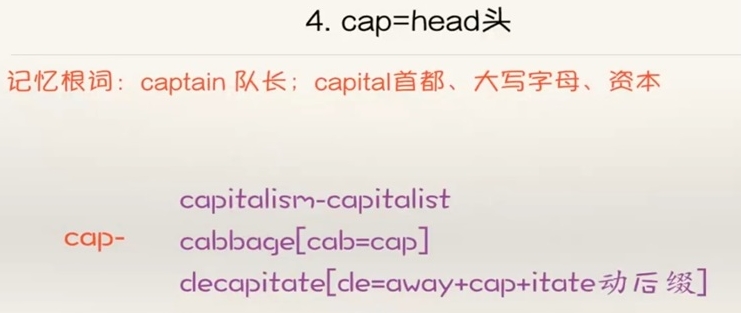 4. cap=head头
记忆根词：captain 队长；capital首都、大写字母、资本
capitalism-capitalist
cap-
cabbage[cab=cap]
decapitate[de=away+cap+itate动后缀]